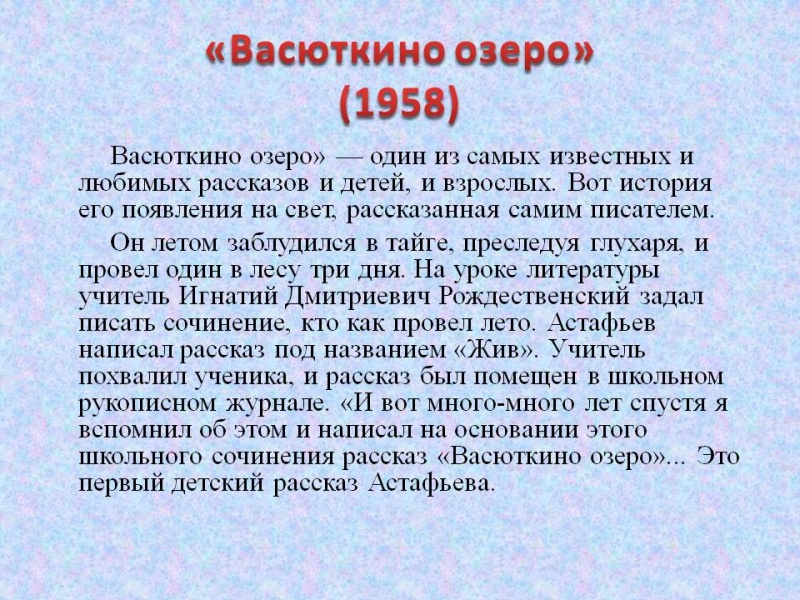 «Васюткино озеро»
(1958)
Васюткино озеро» — один из самых известных и
любимых рассказов и детей, и взрослых. Вот история
его появления на свет, рассказанная самим писателем.
Он летом заблудился в тайге, преследуя глухаря, и
провел один в лесу три дня. На уроке литературы
учитель Игнатий Дмитриевич Рождественский задал
писать сочинение, кто как провел лето. Астафьев
написал рассказ под названием «Жив». Учитель
похвалил ученика, и рассказ был помещен в школьном
рукописном журнале. «И вот много-много лет спустя я
вспомнил об этом и написал на основании этого
школьного сочинения рассказ «Васюткино озеро»... Это
первый детский рассказ Астафьева.